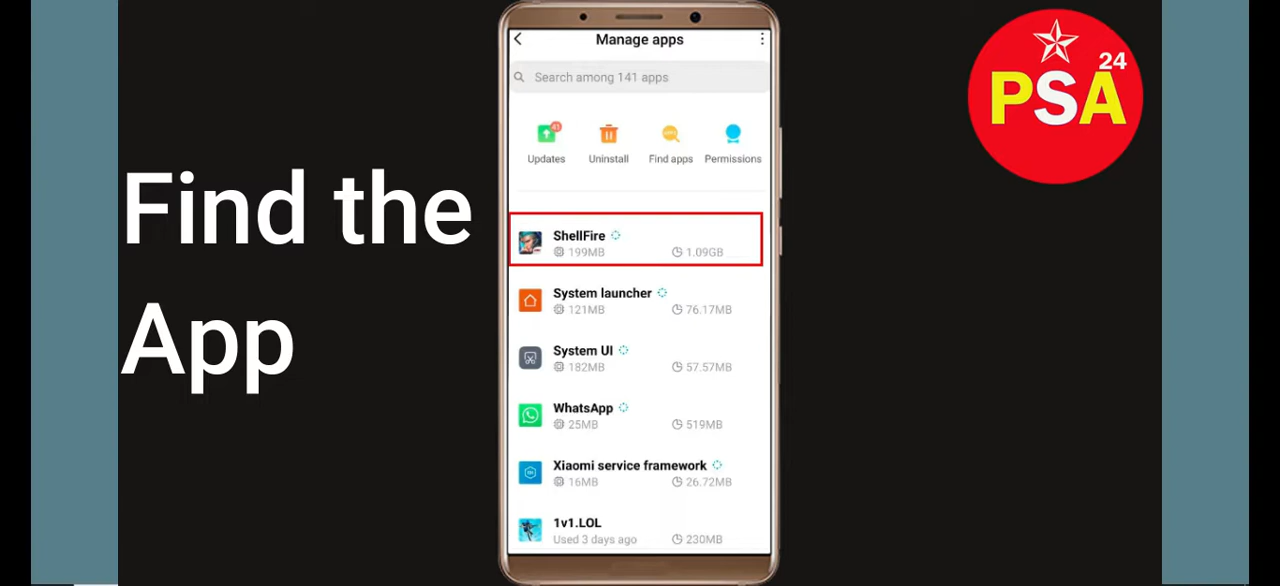 Find the
App
Manage apps
Search among 141 apps
41
Updates
Uninstall
Find apps
Permissions
ShellFire
199MB
1.09GB
System launcher
121MB
76.17MB
System UI
182MB
57.57MB
WhatsApp
25MB
519MB
Xiaomi service framework
16MB
26.72MB
1v1.LOL
Used 3 days ago
230MB
24
PSA